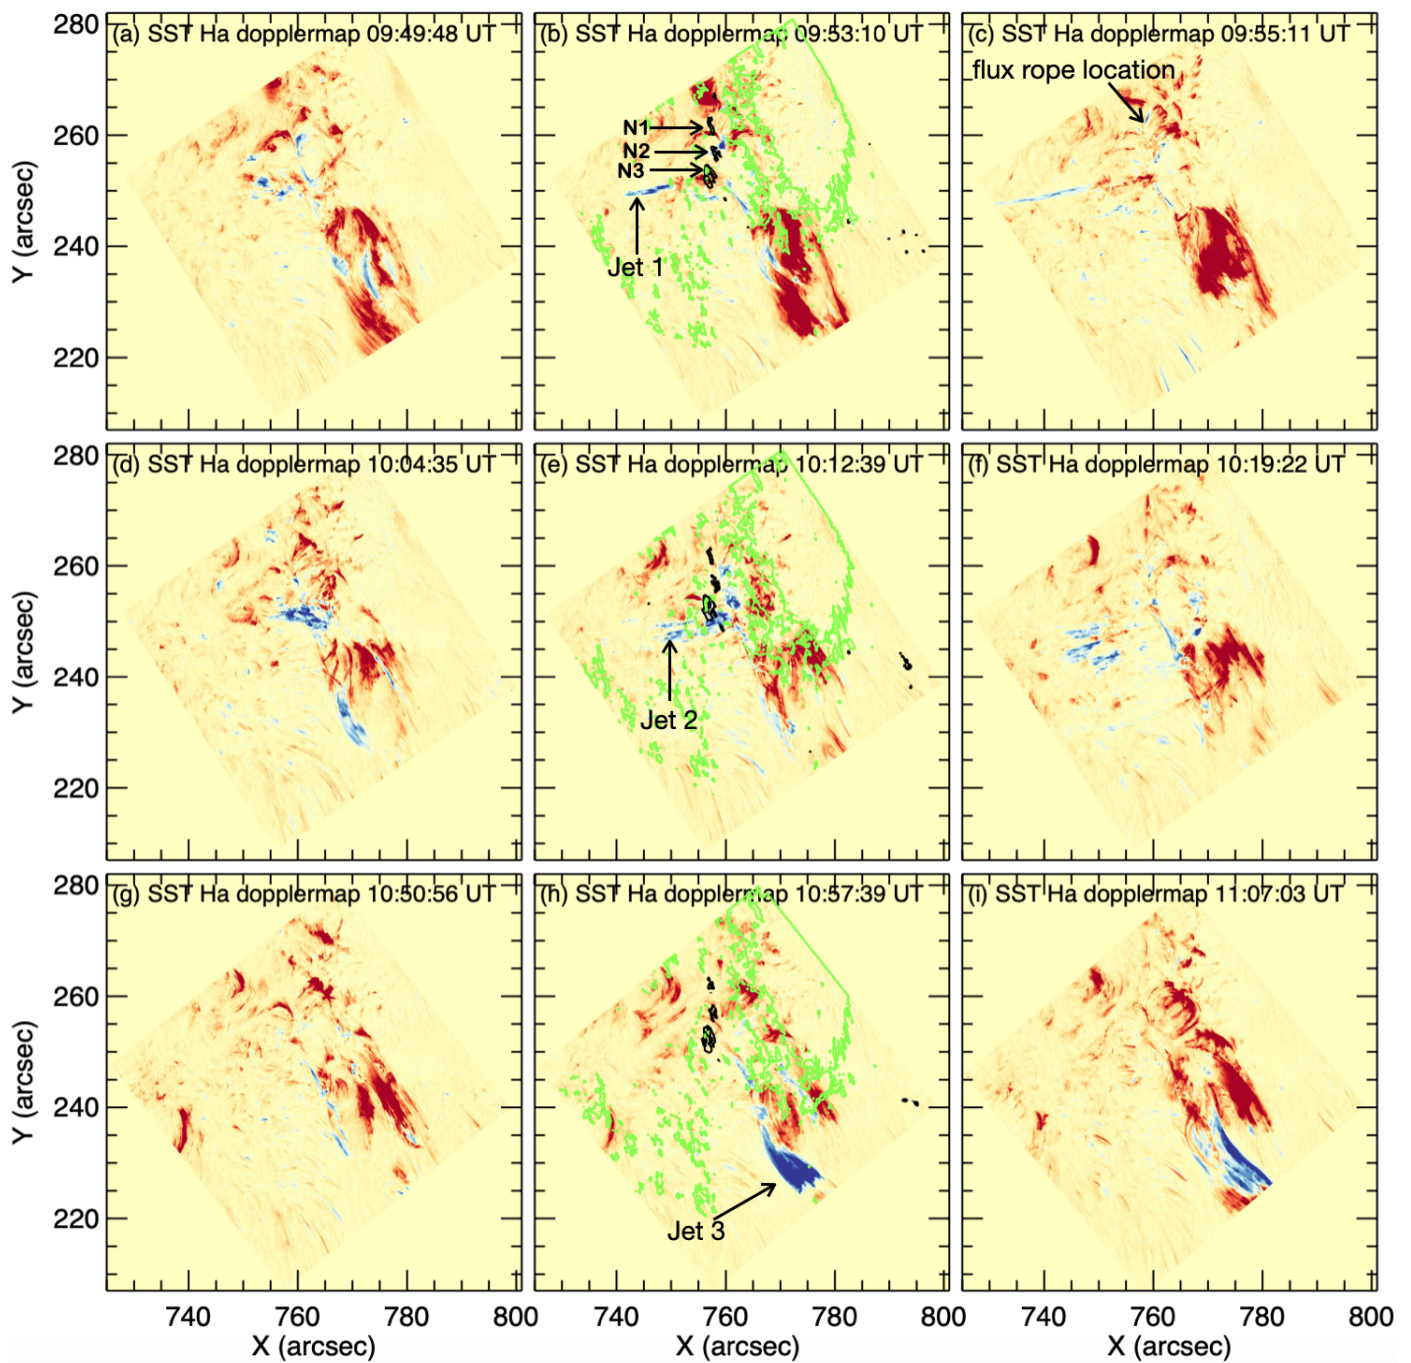 (a) SST Ha dopplermap 09:49:48 UT
(b) SST Ha dopplermap 09:53:10 UT
(c) SST Ha dopplermap 09:55:11 UT
flux rope location
N1
N2
N3
Jet 1
280
260
240
220
Y (arcsec)
(d) SST Ha dopplermap 10:04:35 UT
(e) SST Ha dopplermap 10:12:39 UT
(f) SST Ha dopplermap 10:19:22 UT
Jet 2
280
260
240
220
Y (arcsec)
(g) SST Ha dopplermap 10:50:56 UT
(h) SST Ha dopplermap 10:57:39 UT
(i) SST Ha dopplermap 11:07:03 UT
Jet 3
280
260
240
220
Y (arcsec)
740 760 780 800 740 760 780 800 740 760 780 800
X (arcsec) X (arcsec) X (arcsec)